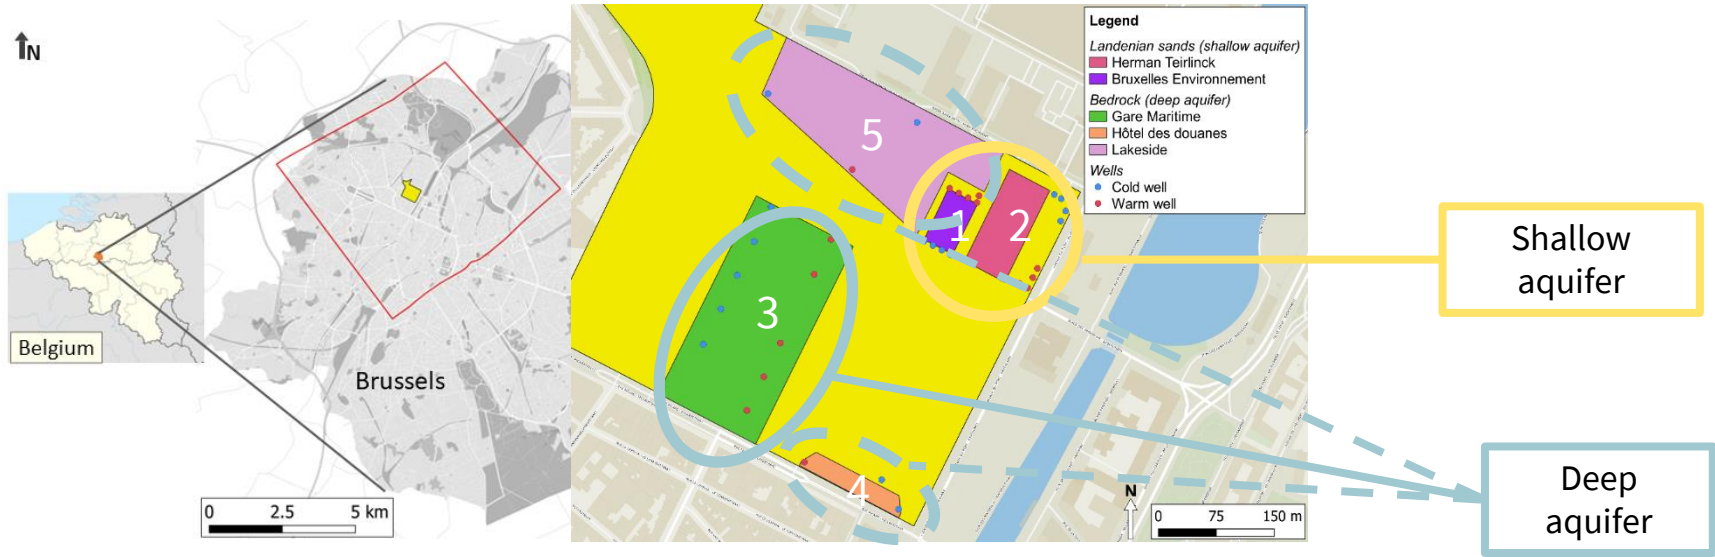 N
Belgium
Brussels
0 2.5 5 km
Legend
Landenian sands (shallow aquifer)
Herman Teirlinck
Bruxelles Environnement
Bedrock (deep aquifer)
Gare Maritime
Hôtel des douanes
Lakeside
Wells
Cold well
Warm well
5
1
2
3
4
N
0 75 150 m
Shallow
aquifer
Deep
aquifer